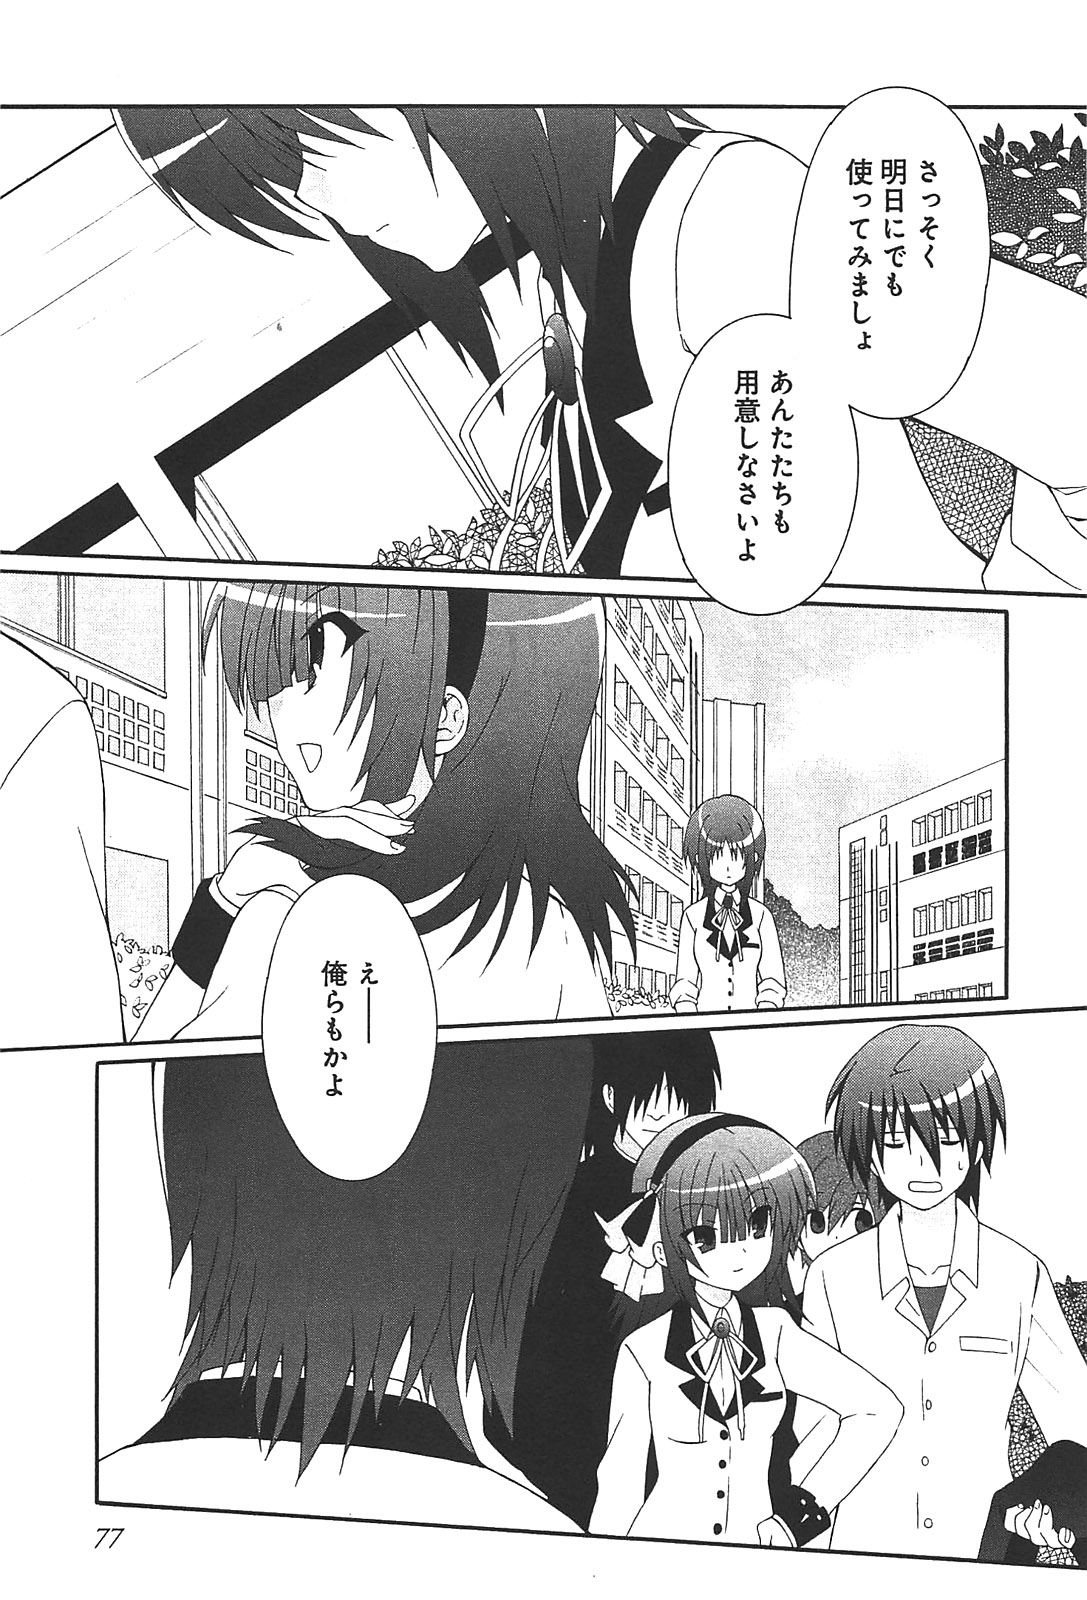 さっそく
明日にでも
使ってみましょ
あんたたちも
用意しなさいよ
え──
俺らもかよ
77